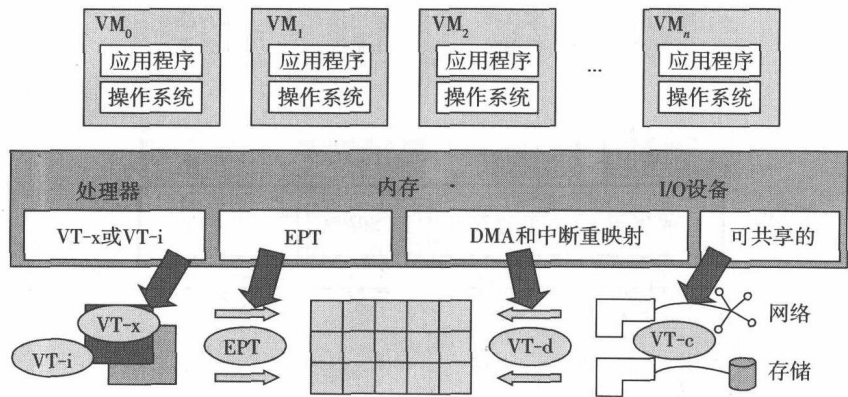 VM0 VM1 VM2 VMn
应用程序 应用程序 应用程序 ... 应用程序
操作系统 操作系统 操作系统 操作系统
处理器 内存 - I/O设备
VT-x或VT-i EPT DMA和中断重映射 可共享的
VT-x 网络
VT-i EPT VT-d VT-c
存储